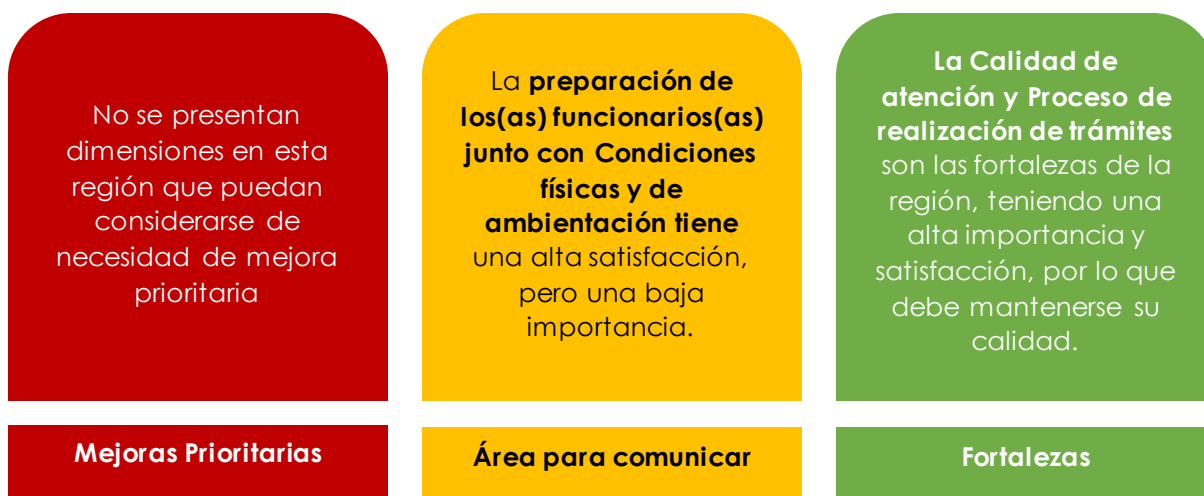 No se presentan
dimensiones en esta
región que puedan
considerarse de
necesidad de mejora
prioritaria
Mejoras Prioritarias
La preparación de
los(as) funcionarios(as)
junto con Condiciones
físicas y de
ambientación tiene
una alta satisfacción,
pero una baja
importancia.
Área para comunicar
La Calidad de
atención y Proceso de
realización de trámites
son las fortalezas de la
región, teniendo una
alta importancia y
satisfacción, por lo que
debe mantenerse su
calidad.
Fortalezas